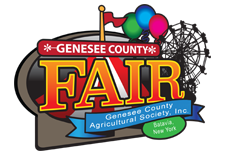 GENESEE COUNTY
FAIR
Genesee County
Agricultural Society, Inc
Batavia,
New York